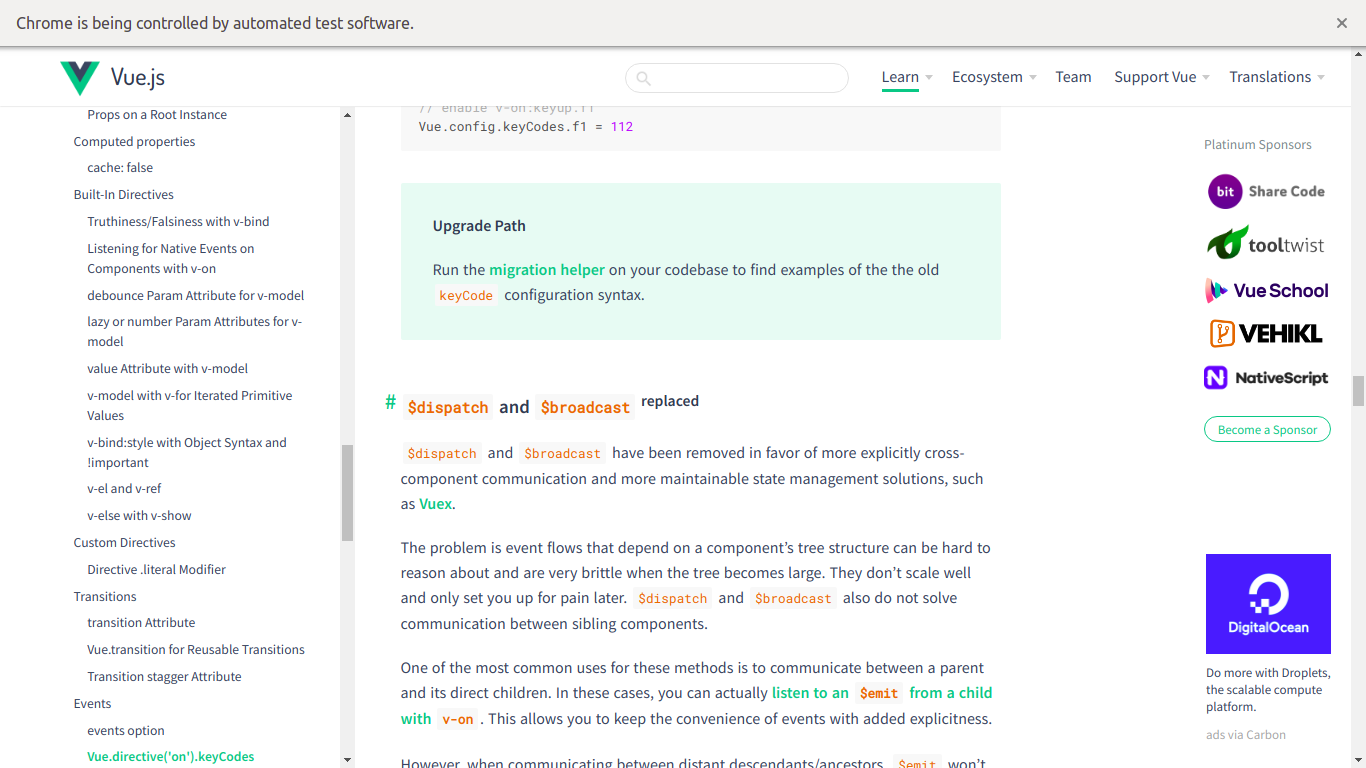 Chrome is being controlled by automated test software.
Vue.js
Learn
Ecosystem
Team
Support Vue
Translations
Props on a Root Instance
Computed properties
cache: false
Built-In Directives
Truthiness/Falsiness with v-bind
Listening for Native Events on
Components with v-on
debounce Param Attribute for v-model
lazy or number Param Attributes for v-
model
value Attribute with v-model
v-model with v-for Iterated Primitive
Values
v-bind:style with Object Syntax and
!important
v-el and v-ref
v-else with v-show
Custom Directives
Directive .literal Modifier
Transitions
transition Attribute
Vue.transition for Reusable Transitions
Transition stagger Attribute
Events
events option
Vue.directive('on').keyCodes
// enable v-on:keyup.f1
Vue.config.keyCodes.f1 = 112
Upgrade Path
Run the migration helper on your codebase to find examples of the the old
keyCode configuration syntax.
# $dispatch and $broadcast replaced
$dispatch and $broadcast have been removed in favor of more explicitly cross-
component communication and more maintainable state management solutions, such
as Vuex.
The problem is event flows that depend on a component’s tree structure can be hard to
reason about and are very brittle when the tree becomes large. They don’t scale well
and only set you up for pain later. $dispatch and $broadcast also do not solve
communication between sibling components.
One of the most common uses for these methods is to communicate between a parent
and its direct children. In these cases, you can actually listen to an $emit from a child
with v-on. This allows you to keep the convenience of events with added explicitness.
However, when communicating between distant descendants/ancestors, $emit won’t
Platinum Sponsors
bit Share Code
tooltwist
Vue School
VEHIKL
NativeScript
Become a Sponsor
DigitalOcean
Do more with Droplets,
the scalable compute
platform.
ads via Carbon